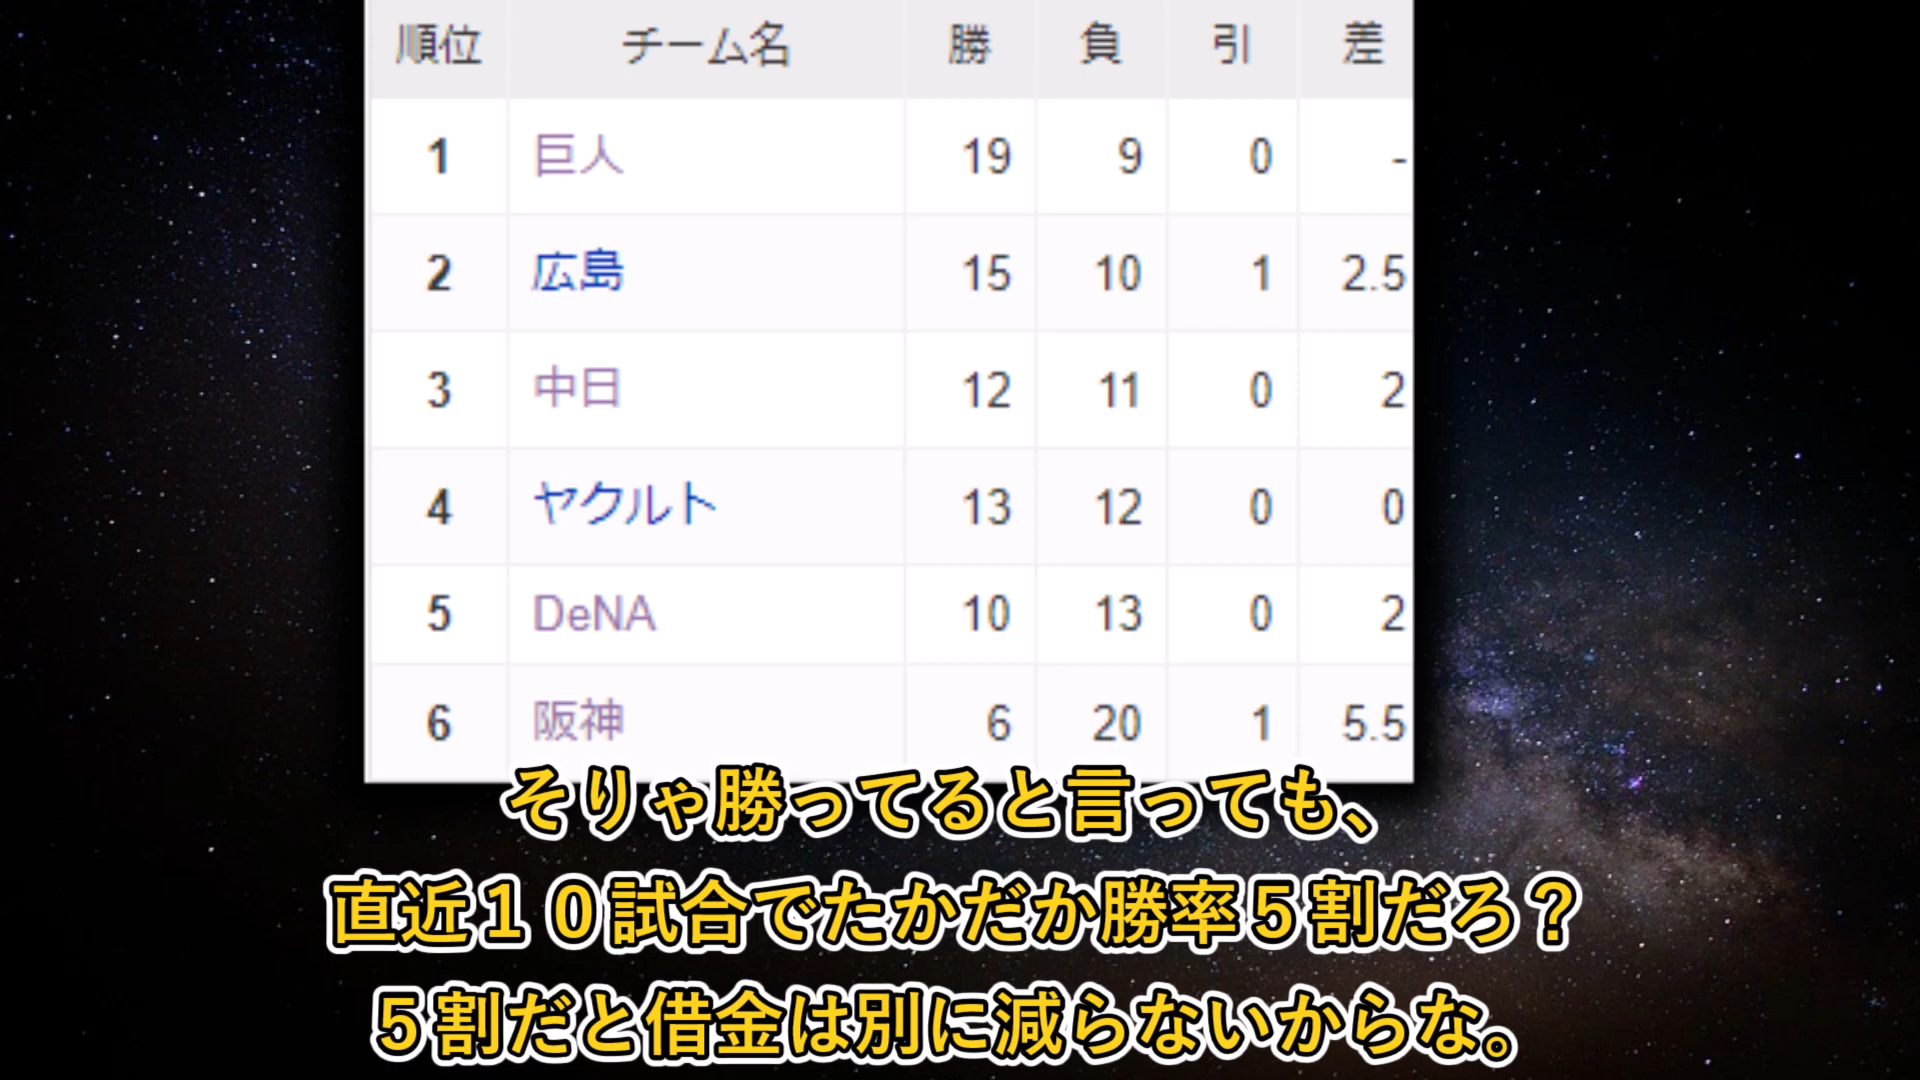 順位 チーム名 勝 負 引 差
1 巨人 19 9 0 -
2 広島 15 10 1 2.5
3 中日 12 11 0 2
4 ヤクルト 13 12 0 0
5 DeNA 10 13 0 2
6 阪神 6 20 1 5.5
そりゃ勝ってると言っても、
直近１０試合でたかだか勝率５割だろ？
５割だと借金は別に減らないからな。